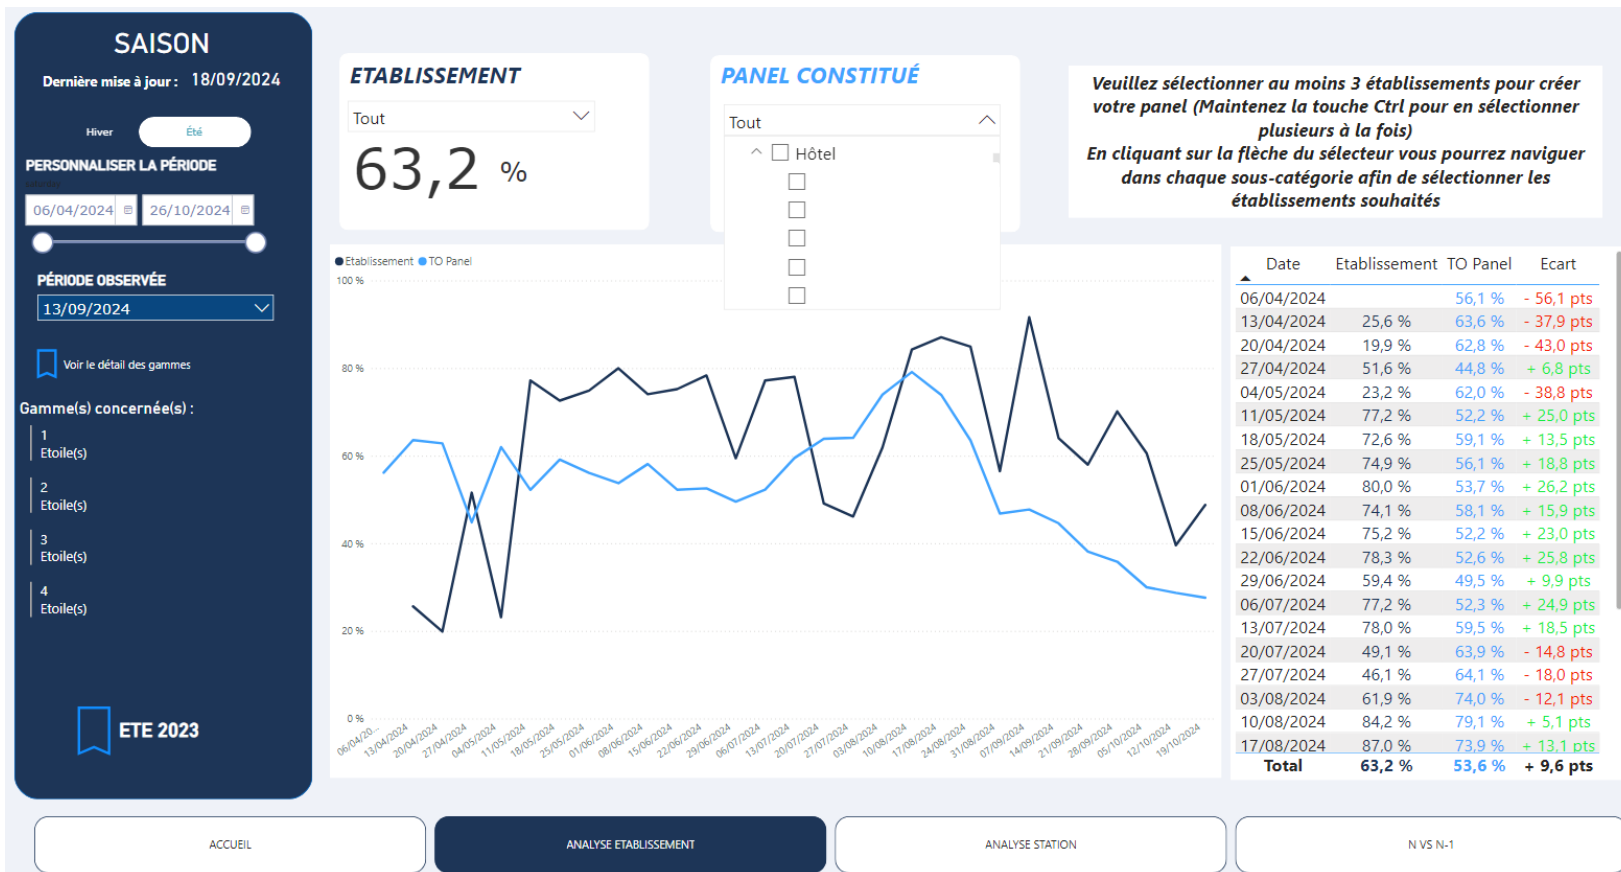 SAISON
Dernière mise à jour : 18/09/2024
Hiver
Été
PERSONNALISER LA PÉRIODE
06/04/2024
26/10/2024
PÉRIODE OBSERVÉE
13/09/2024
Voir le détail des gammes
Gamme(s) concernée(s) :
1
Etoile(s)
2
Etoile(s)
3
Etoile(s)
4
Etoile(s)
ETE 2023
ETABLISSEMENT
Tout
63,2 %
PANEL CONSTITUÉ
Tout
Hôtel
Veuillez sélectionner au moins 3 établissements pour créer
votre panel (Maintenez la touche Ctrl pour en sélectionner
plusieurs à la fois)
En cliquant sur la flèche du sélecteur vous pourrez naviguer
dans chaque sous-catégorie afin de sélectionner les
établissements souhaités
Etablissement TO Panel
100 %
80 %
60 %
40 %
20 %
0 %
06/04/20...
13/04/2024
20/04/2024
27/04/2024
04/05/2024
11/05/2024
18/05/2024
25/05/2024
01/06/2024
08/06/2024
15/06/2024
22/06/2024
29/06/2024
06/07/2024
13/07/2024
20/07/2024
27/07/2024
03/08/2024
10/08/2024
17/08/2024
24/08/2024
31/08/2024
07/09/2024
14/09/2024
21/09/2024
28/09/2024
05/10/2024
12/10/2024
19/10/2024
Date Etablissement TO Panel Ecart
06/04/2024 56,1 % - 56,1 pts
13/04/2024 25,6 % 63,6 % - 37,9 pts
20/04/2024 19,9 % 62,8 % - 43,0 pts
27/04/2024 51,6 % 44,8 % + 6,8 pts
04/05/2024 23,2 % 62,0 % - 38,8 pts
11/05/2024 77,2 % 52,2 % + 25,0 pts
18/05/2024 72,6 % 59,1 % + 13,5 pts
25/05/2024 74,9 % 56,1 % + 18,8 pts
01/06/2024 80,0 % 53,7 % + 26,2 pts
08/06/2024 74,1 % 58,1 % + 15,9 pts
15/06/2024 75,2 % 52,2 % + 23,0 pts
22/06/2024 78,3 % 52,6 % + 25,8 pts
29/06/2024 59,4 % 49,5 % + 9,9 pts
06/07/2024 77,2 % 52,3 % + 24,9 pts
13/07/2024 78,0 % 59,5 % + 18,5 pts
20/07/2024 49,1 % 63,9 % - 14,8 pts
27/07/2024 46,1 % 64,1 % - 18,0 pts
03/08/2024 61,9 % 74,0 % - 12,1 pts
10/08/2024 84,2 % 79,1 % + 5,1 pts
17/08/2024 87,0 % 73,9 % + 13,1 pts
Total 63,2 % 53,6 % + 9,6 pts
ACCUEIL
ANALYSE ETABLISSEMENT
ANALYSE STATION
N VS N-1